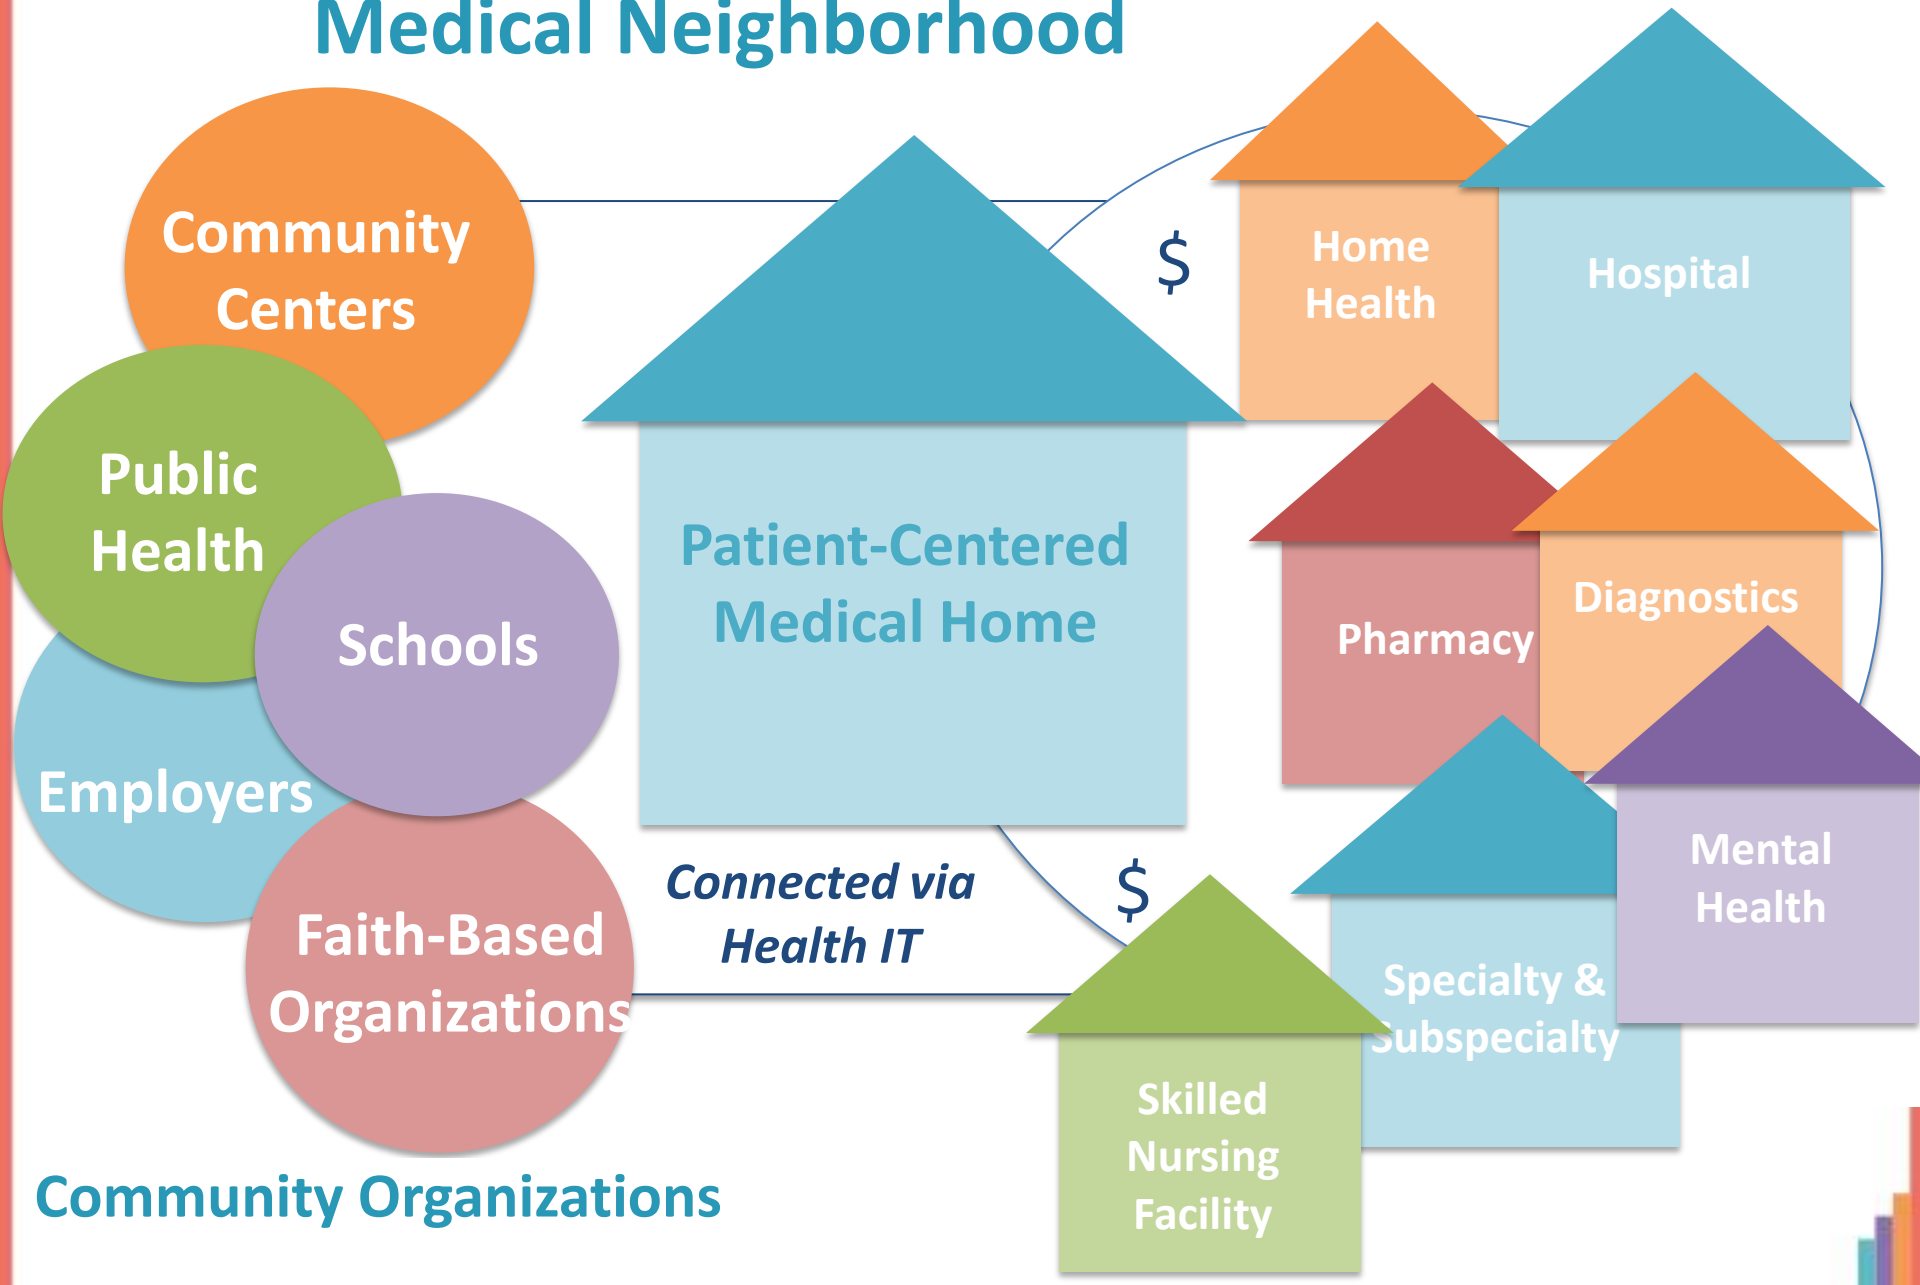 Medical Neighborhood
Community
Centers
Public
Health
Schools
Employers
Faith-Based
Organizations
Community Organizations
Patient-Centered
Medical Home
Connected via
Health IT
$
$
Home
Health
Hospital
Pharmacy
Diagnostics
Mental
Health
Specialty &
Subspecialty
Skilled
Nursing
Facility